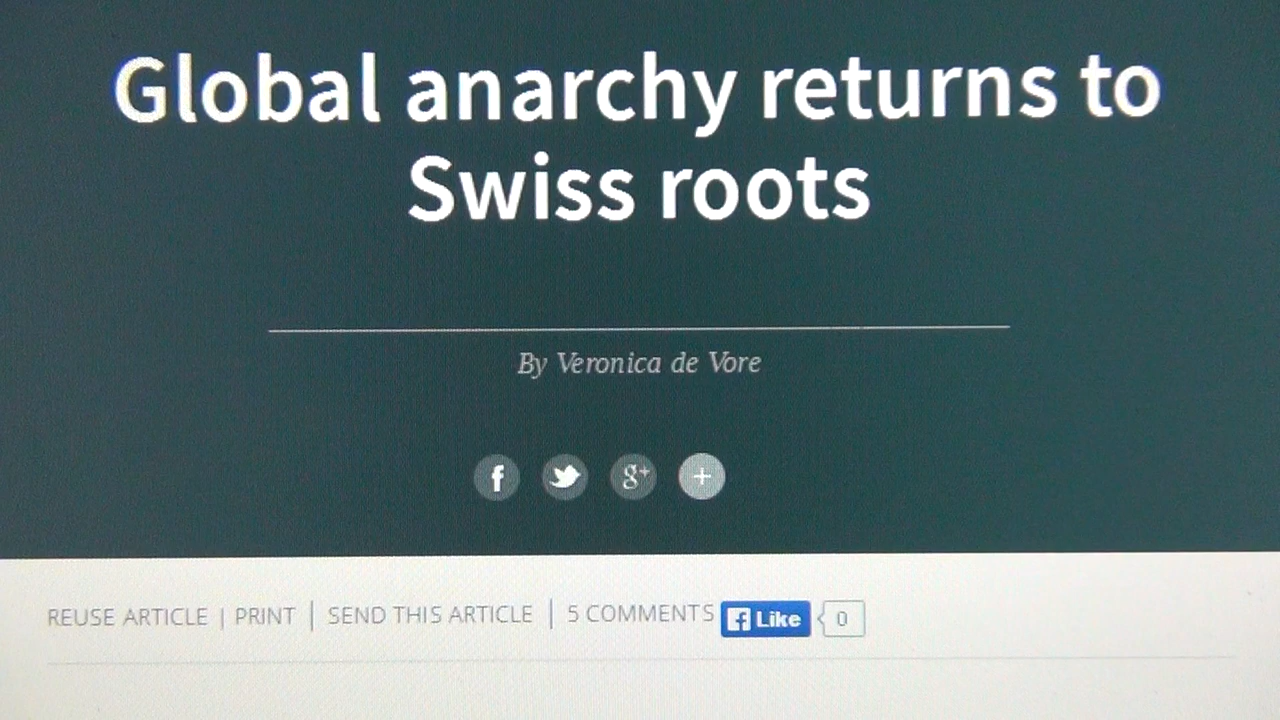 Global anarchy returns to
Swiss roots
By Veronica de Vore
f g+ +
REUSE ARTICLE | PRINT | SEND THIS ARTICLE | 5 COMMENTS f Like 0